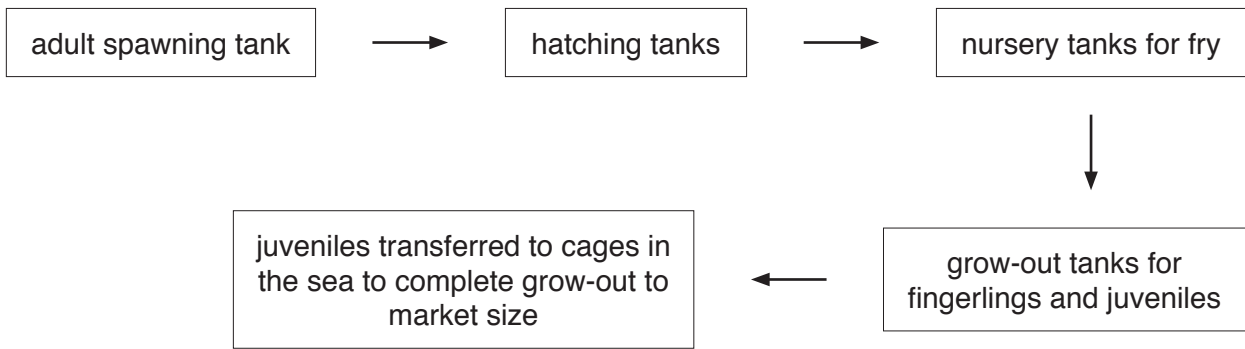 adult spawning tank
hatching tanks
nursery tanks for fry
grow-out tanks for
fingerlings and juveniles
juveniles transferred to cages in
the sea to complete grow-out to
market size